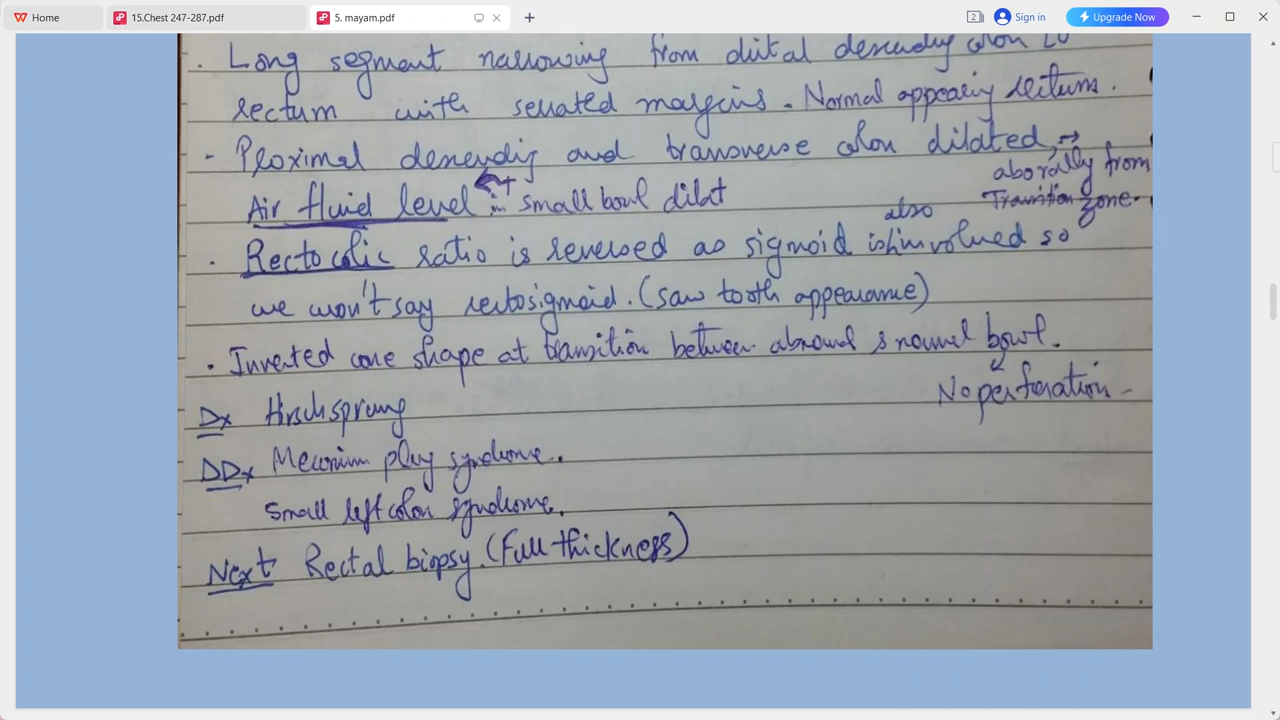 Home
15.Chest 247-287.pdf
5. mayam.pdf
2
Sign in
Upgrade Now
. Long segment narrowing from distal descending colon to
rectum with serrated margins. Normal appearing rectum.
- Proximal descending and transverse colon dilated →
aborally from
Transition zone.
Air fluid level + small bowl dilat
. Rectocolic ratio is reversed as sigmoid is also involved so
we won't say rectosigmoid. (saw tooth appearance)
. Inverted cone shape at transition between abnormal & normal bowl.
No perforation -
Dx Hirschsprung
DDx Meconium plug syndrome.
Small left colon syndrome.
Next Rectal biopsy. (Full thickness)